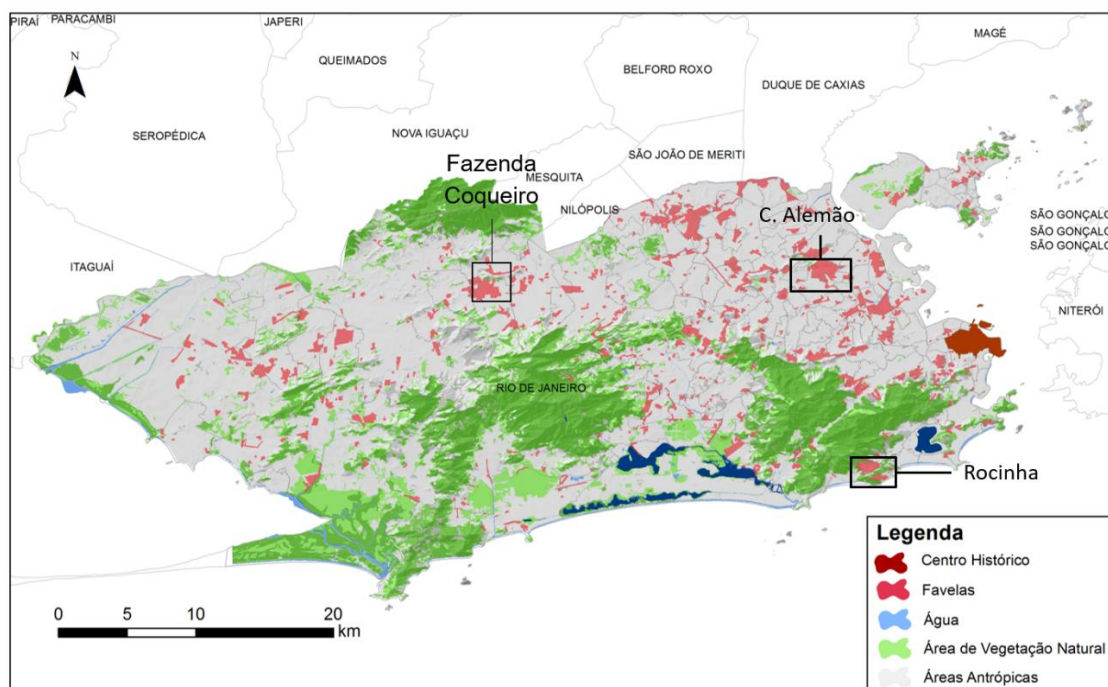 PIRAÍ
PARACAMBI
JAPERI
MAGÉ
N
QUEIMADOS
BELFORD ROXO
DUQUE DE CAXIAS
SEROPÉDICA
NOVA IGUAÇU
SÃO JOÃO DE MERITI
Fazenda
Coqueiro
MESQUITA
NILÓPOLIS
C. Alemão
SÃO GONÇALO
SÃO GONÇALO
SÃO GONÇALO
ITAGUAÍ
NITERÓI
RIO DE JANEIRO
Rocinha
Legenda
Centro Histórico
Favelas
Água
Área de Vegetação Natural
Áreas Antrópicas
0 5 10 20
km